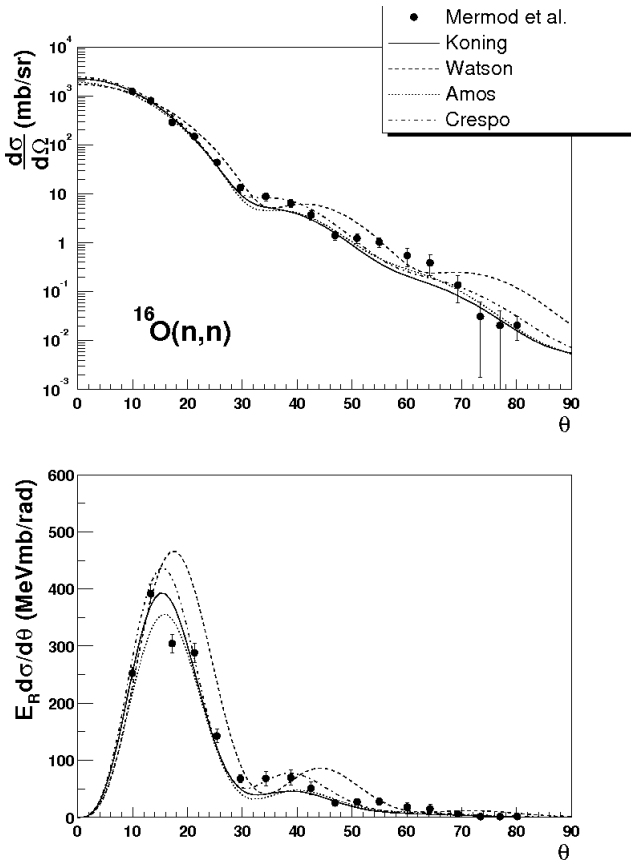 Mermod et al.
Koning
Watson
Amos
Crespo
dσ/dΩ (mb/sr)
10⁴
10³
10²
10
1
10⁻¹
10⁻²
10⁻³
¹⁶O(n,n)
0 10 20 30 40 50 60 70 80 90
θ
E_R dσ/dθ (MeVmb/rad)
600
500
400
300
200
100
0
0 10 20 30 40 50 60 70 80 90
θ